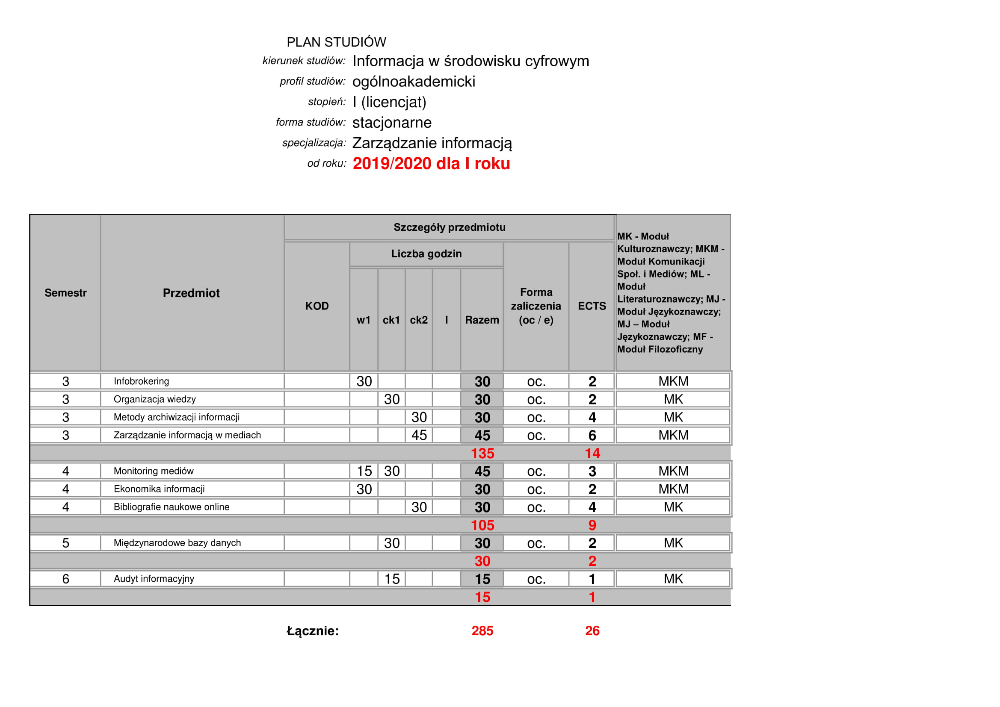 PLAN STUDIÓW
kierunek studiów: Informacja w środowisku cyfrowym
profil studiów: ogólnoakademicki
stopień: I (licencjat)
forma studiów: stacjonarne
specjalizacja: Zarządzanie informacją
od roku: 2019/2020 dla I roku
Semestr
Przedmiot
Szczegóły przedmiotu
KOD
Liczba godzin
w1 ck1 ck2 l Razem
Forma
zaliczenia
(oc / e)
ECTS
MK - Moduł
Kulturoznawczy; MKM -
Moduł Komunikacji
Społ. i Mediów; ML -
Moduł
Literaturoznawczy; MJ -
Moduł Językoznawczy;
MJ – Moduł
Językoznawczy; MF -
Moduł Filozoficzny
3 Infobrokering 30 30 oc. 2 MKM
3 Organizacja wiedzy 30 30 oc. 2 MK
3 Metody archiwizacji informacji 30 30 oc. 4 MK
3 Zarządzanie informacją w mediach 45 45 oc. 6 MKM
135 14
4 Monitoring mediów 15 30 45 oc. 3 MKM
4 Ekonomika informacji 30 30 oc. 2 MKM
4 Bibliografie naukowe online 30 30 oc. 4 MK
105 9
5 Międzynarodowe bazy danych 30 30 oc. 2 MK
30 2
6 Audyt informacyjny 15 15 oc. 1 MK
15 1
Łącznie: 285 26